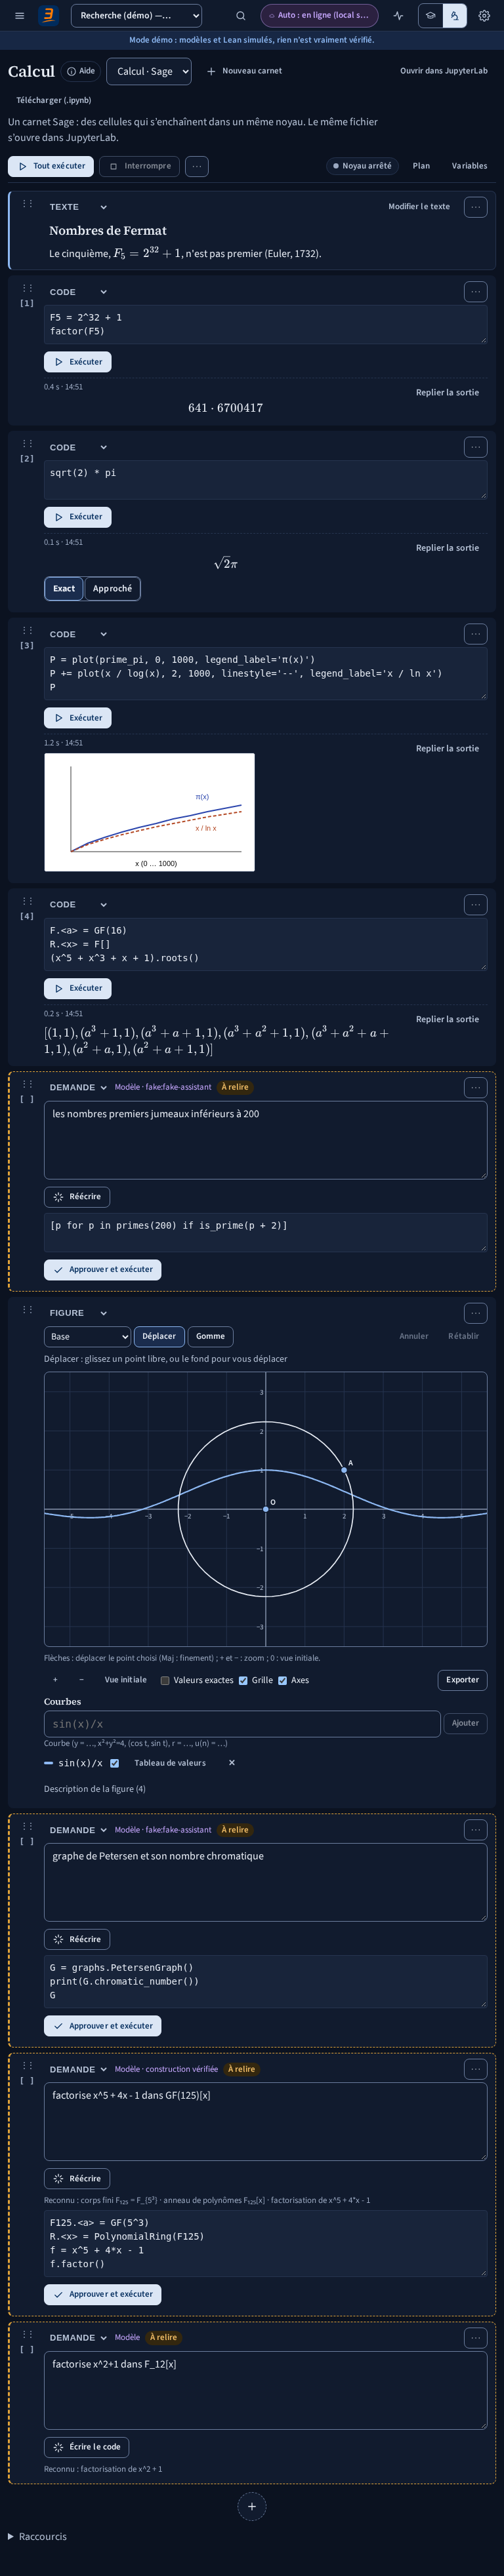 Recherche (démo) —...
Auto : en ligne (local s...
Mode démo : modèles et Lean simulés, rien n'est vraiment vérifié.
Calcul
Aide
Calcul · Sage
Nouveau carnet
Ouvrir dans JupyterLab
Télécharger (.ipynb)
Un carnet Sage : des cellules qui s'enchaînent dans un même noyau. Le même fichier
s'ouvre dans JupyterLab.
Tout exécuter
Interrompre
...
Noyau arrêté
Plan
Variables
TEXTE
Modifier le texte
...
Nombres de Fermat
Le cinquième, F₅ = 2³² + 1, n'est pas premier (Euler, 1732).
CODE
...
[1]
F5 = 2^32 + 1
factor(F5)
Exécuter
0.4 s · 14:51
Replier la sortie
641 · 6700417
CODE
...
[2]
sqrt(2) * pi
Exécuter
0.1 s · 14:51
Replier la sortie
√2π
Exact
Approché
CODE
...
[3]
P = plot(prime_pi, 0, 1000, legend_label='π(x)')
P += plot(x / log(x), 2, 1000, linestyle='--', legend_label='x / ln x')
P
Exécuter
1.2 s · 14:51
Replier la sortie
π(x)
x / ln x
x (0 … 1000)
CODE
...
[4]
F.<a> = GF(16)
R.<x> = F[]
(x^5 + x^3 + x + 1).roots()
Exécuter
0.2 s · 14:51
Replier la sortie
[(1, 1), (a³ + 1, 1), (a³ + a + 1, 1), (a³ + a² + 1, 1), (a³ + a² + a +
1, 1), (a² + a, 1), (a² + a + 1, 1)]
DEMANDE
Modèle · fake:fake-assistant
À relire
...
[ ]
les nombres premiers jumeaux inférieurs à 200
Réécrire
[p for p in primes(200) if is_prime(p + 2)]
Approuver et exécuter
FIGURE
...
Base
Déplacer
Gomme
Annuler
Rétablir
Déplacer : glissez un point libre, ou le fond pour vous déplacer
3
2
1
A
O
−5 −4 −3 −2 −1 1 2 3 4 5
−1
−2
−3
Flèches : déplacer le point choisi (Maj : finement) ; + et − : zoom ; 0 : vue initiale.
+
−
Vue initiale
Valeurs exactes
Grille
Axes
Exporter
Courbes
sin(x)/x
Ajouter
Courbe (y = …, x²+y²=4, (cos t, sin t), r = …, u(n) = …)
sin(x)/x
Tableau de valeurs
×
Description de la figure (4)
DEMANDE
Modèle · fake:fake-assistant
À relire
...
[ ]
graphe de Petersen et son nombre chromatique
Réécrire
G = graphs.PetersenGraph()
print(G.chromatic_number())
G
Approuver et exécuter
DEMANDE
Modèle · construction vérifiée
À relire
...
[ ]
factorise x^5 + 4x - 1 dans GF(125)[x]
Réécrire
Reconnu : corps fini F₁₂₅ = F_{5³} · anneau de polynômes F₁₂₅[x] · factorisation de x^5 + 4*x - 1
F125.<a> = GF(5^3)
R.<x> = PolynomialRing(F125)
f = x^5 + 4*x - 1
f.factor()
Approuver et exécuter
DEMANDE
Modèle
À relire
...
[ ]
factorise x^2+1 dans F_12[x]
Écrire le code
Reconnu : factorisation de x^2 + 1
+
Raccourcis